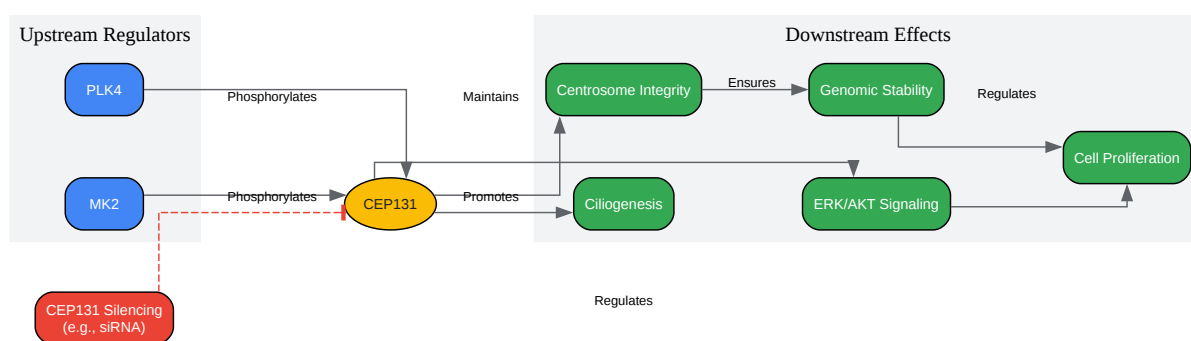 Upstream Regulators
Downstream Effects
PLK4
Phosphorylates
Maintains
Centrosome Integrity
Ensures
Genomic Stability
Regulates
Cell Proliferation
MK2
Phosphorylates
CEP131
Promotes
Ciliogenesis
ERK/AKT Signaling
Regulates
CEP131 Silencing
(e.g., siRNA)